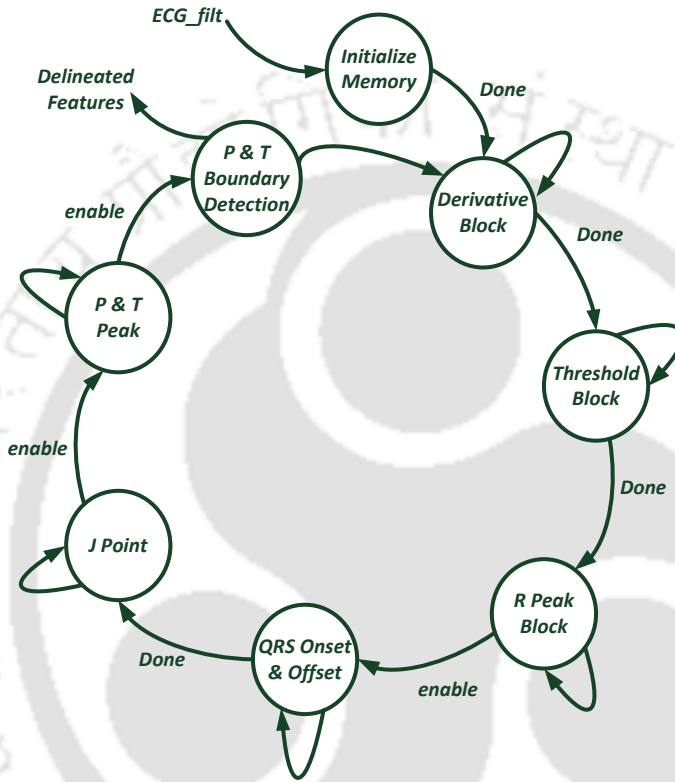 ECG_filt
Initialize
Memory
Done
Delineated
Features
P & T
Boundary
Detection
Derivative
Block
Done
enable
P & T
Peak
Threshold
Block
Done
enable
J Point
R Peak
Block
QRS Onset
& Offset
Done
enable